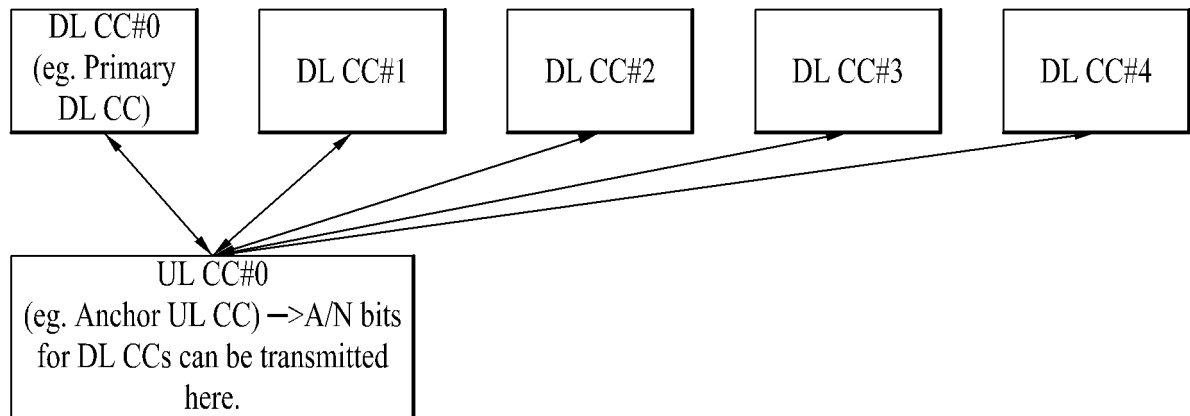 DL CC#0
(eg. Primary
DL CC)
DL CC#1
DL CC#2
DL CC#3
DL CC#4
UL CC#0
(eg. Anchor UL CC) —>A/N bits
for DL CCs can be transmitted
here.